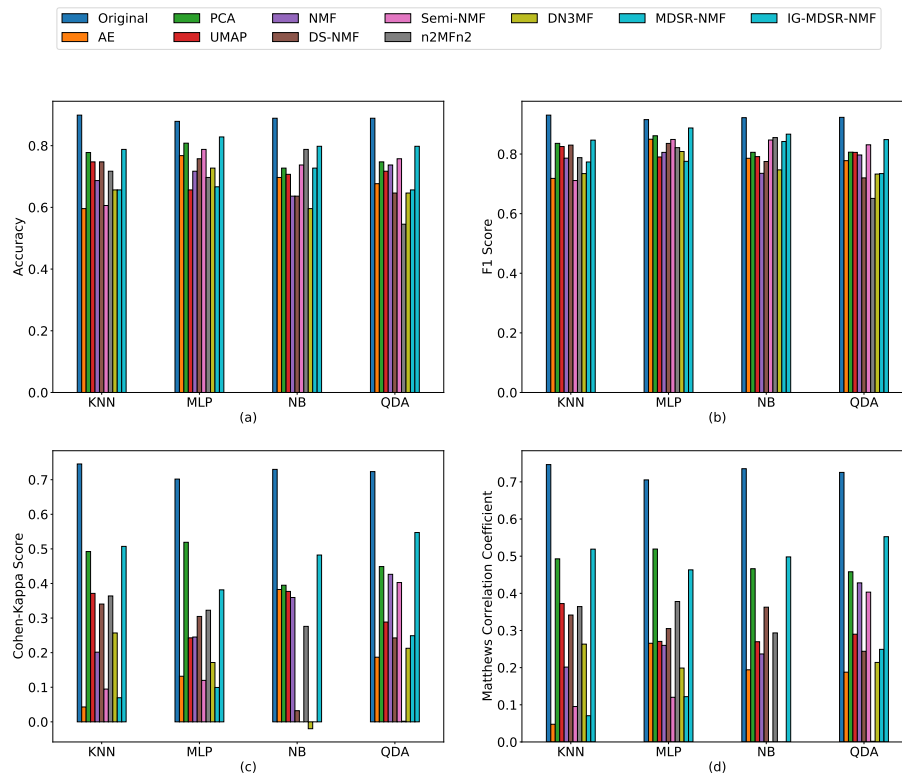 Original PCA NMF Semi-NMF DN3MF MDSR-NMF IG-MDSR-NMF
AE UMAP DS-NMF n2MFn2
Accuracy
0.8
0.6
0.4
0.2
0.0
KNN MLP NB QDA
(a)
F1 Score
1.0
0.8
0.6
0.4
0.2
0.0
KNN MLP NB QDA
(b)
Cohen-Kappa Score
0.7
0.6
0.5
0.4
0.3
0.2
0.1
0.0
KNN MLP NB QDA
(c)
Matthews Correlation Coefficient
0.7
0.6
0.5
0.4
0.3
0.2
0.1
0.0
KNN MLP NB QDA
(d)